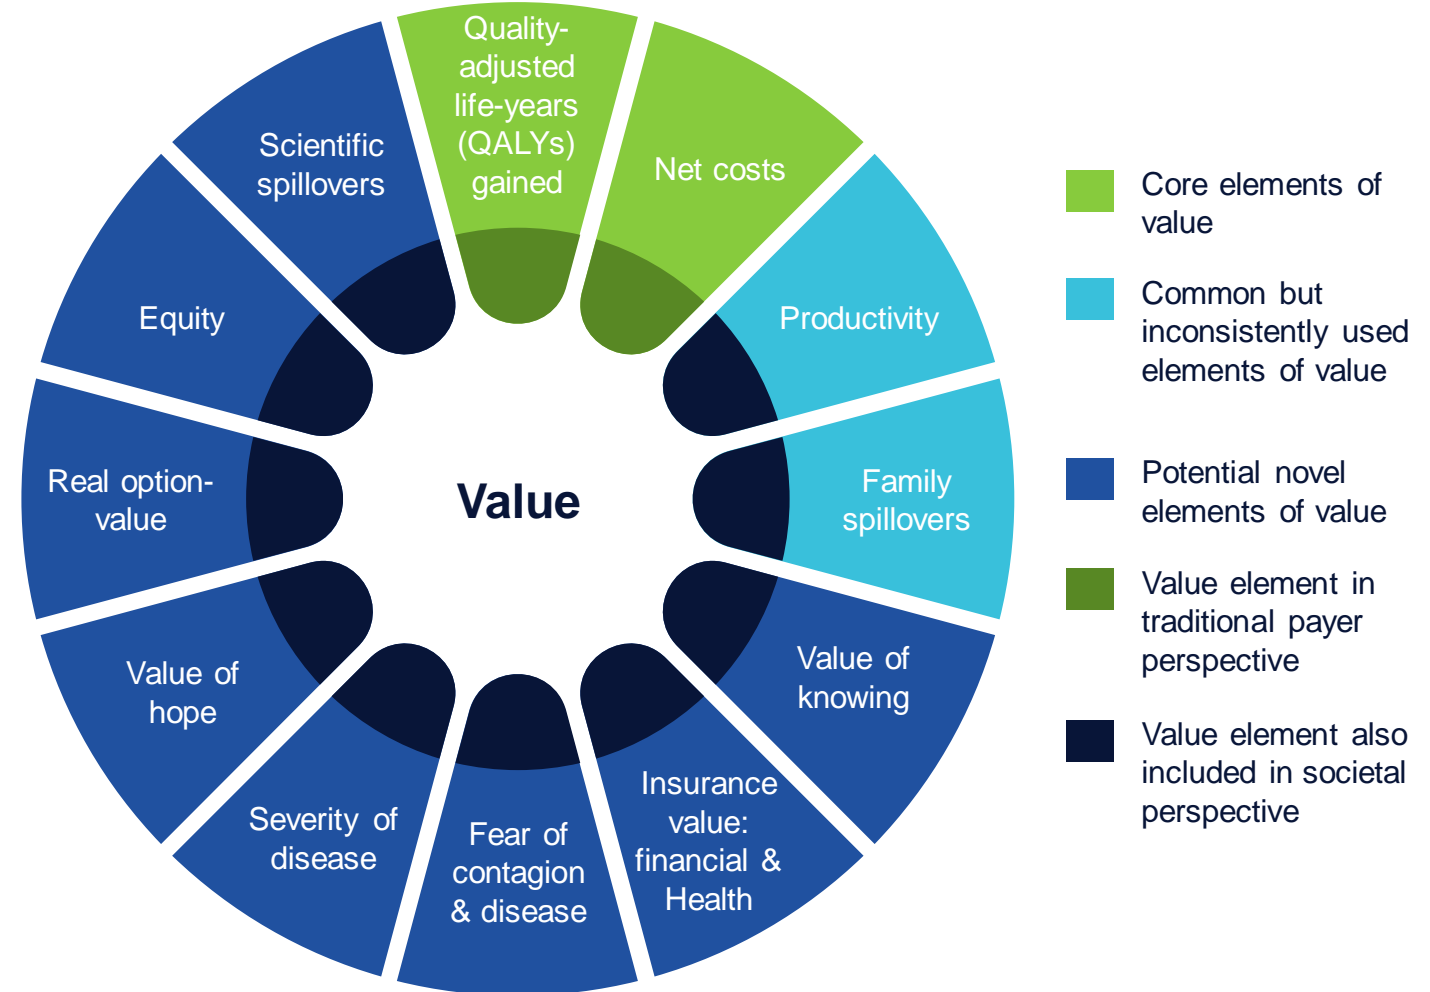 Quality-
adjusted
life-years
(QALYs)
gained
Net costs
Productivity
Family
spillovers
Value of
knowing
Insurance
value:
financial &
Health
Fear of
contagion
& disease
Severity of
disease
Value of
hope
Real option-
value
Equity
Scientific
spillovers
Value
Core elements of
value
Common but
inconsistently used
elements of value
Potential novel
elements of value
Value element in
traditional payer
perspective
Value element also
included in societal
perspective